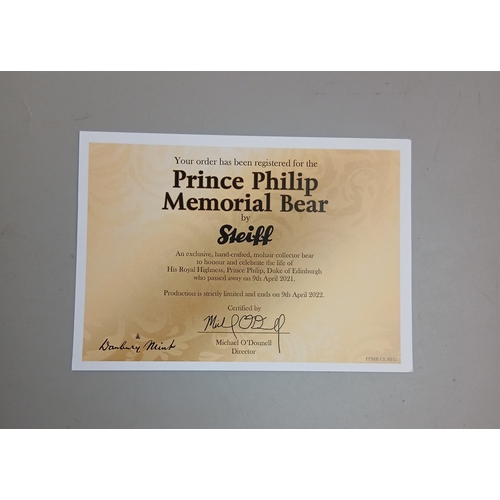 Your order has been registered for the
Prince Philip
Memorial Bear
by
Steiff
An exclusive, hand-crafted, mohair collector bear
to honour and celebrate the life of
His Royal Highness, Prince Philip, Duke of Edinburgh
who passed away on 9th April 2021.
Production is strictly limited and ends on 9th April 2022.
Certified by
Michael O'Donnell
Director
Danbury Mint